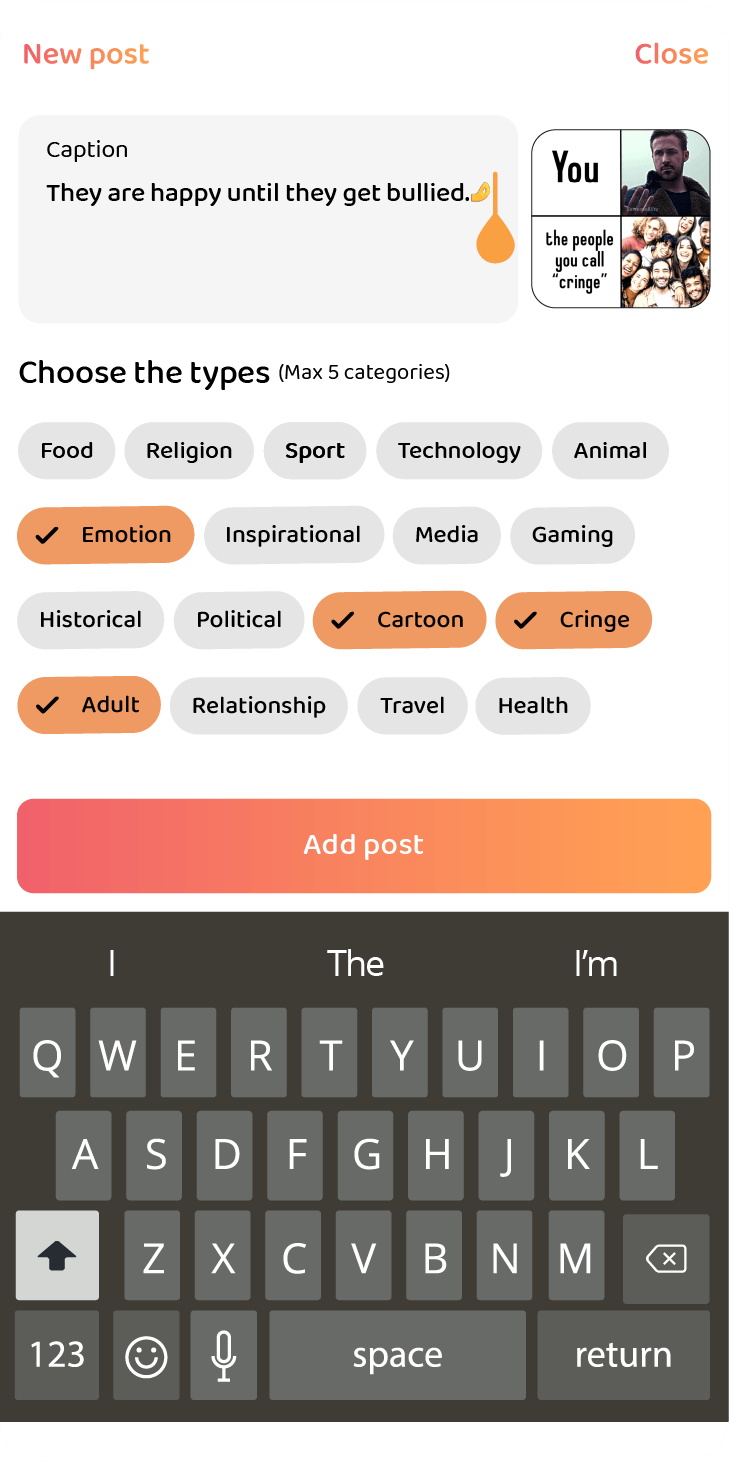 New post
Close
Caption
They are happy until they get bullied.
You
the people
you call
“cringe”
Choose the types (Max 5 categories)
Food Religion Sport Technology Animal
Emotion Inspirational Media Gaming
Historical Political Cartoon Cringe
Adult Relationship Travel Health
Add post
I The I’m
Q W E R T Y U I O P
A S D F G H J K L
Z X C V B N M
123 space return